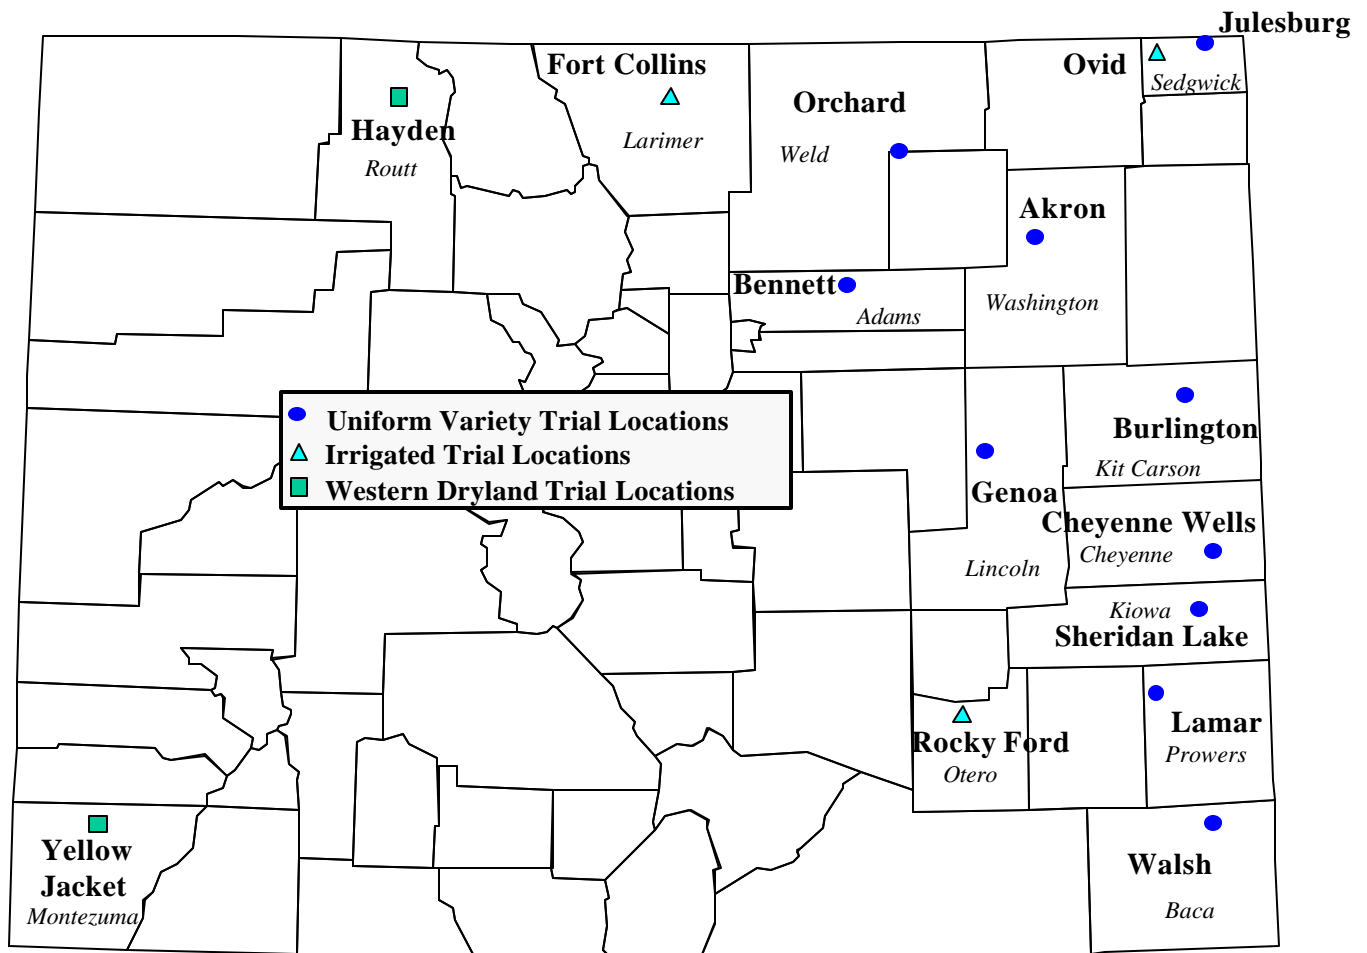 Julesburg
Fort Collins
Ovid
Sedgwick
Orchard
Hayden
Larimer
Weld
Routt
Akron
Bennett
Washington
Adams
Uniform Variety Trial Locations
Irrigated Trial Locations
Western Dryland Trial Locations
Burlington
Kit Carson
Genoa
Cheyenne Wells
Cheyenne
Lincoln
Kiowa
Sheridan Lake
Lamar
Rocky Ford
Prowers
Otero
Yellow
Jacket
Montezuma
Walsh
Baca